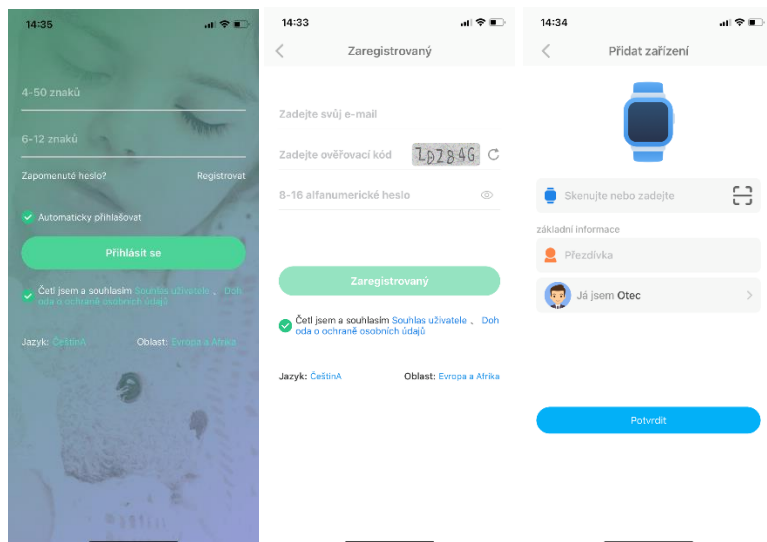 14:35
4-50 znaků
6-12 znaků
Zapomenuté heslo? Registrovat
Automaticky přihlašovat
Přihlásit se
Četl jsem a souhlasím Souhlas uživatele 、 Doh
oda o ochraně osobních údajů
Jazyk: ČeštinA Oblast: Evropa a Afrika
14:33
Zaregistrovaný
Zadejte svůj e-mail
Zadejte ověřovací kód ZDZ84G
8-16 alfanumerické heslo
Zaregistrovaný
Četl jsem a souhlasím Souhlas uživatele 、 Doh
oda o ochraně osobních údajů
Jazyk: ČeštinA Oblast: Evropa a Afrika
14:34
Přidat zařízení
Skenujte nebo zadejte
základní informace
Přezdívka
Já jsem Otec
Potvrdit